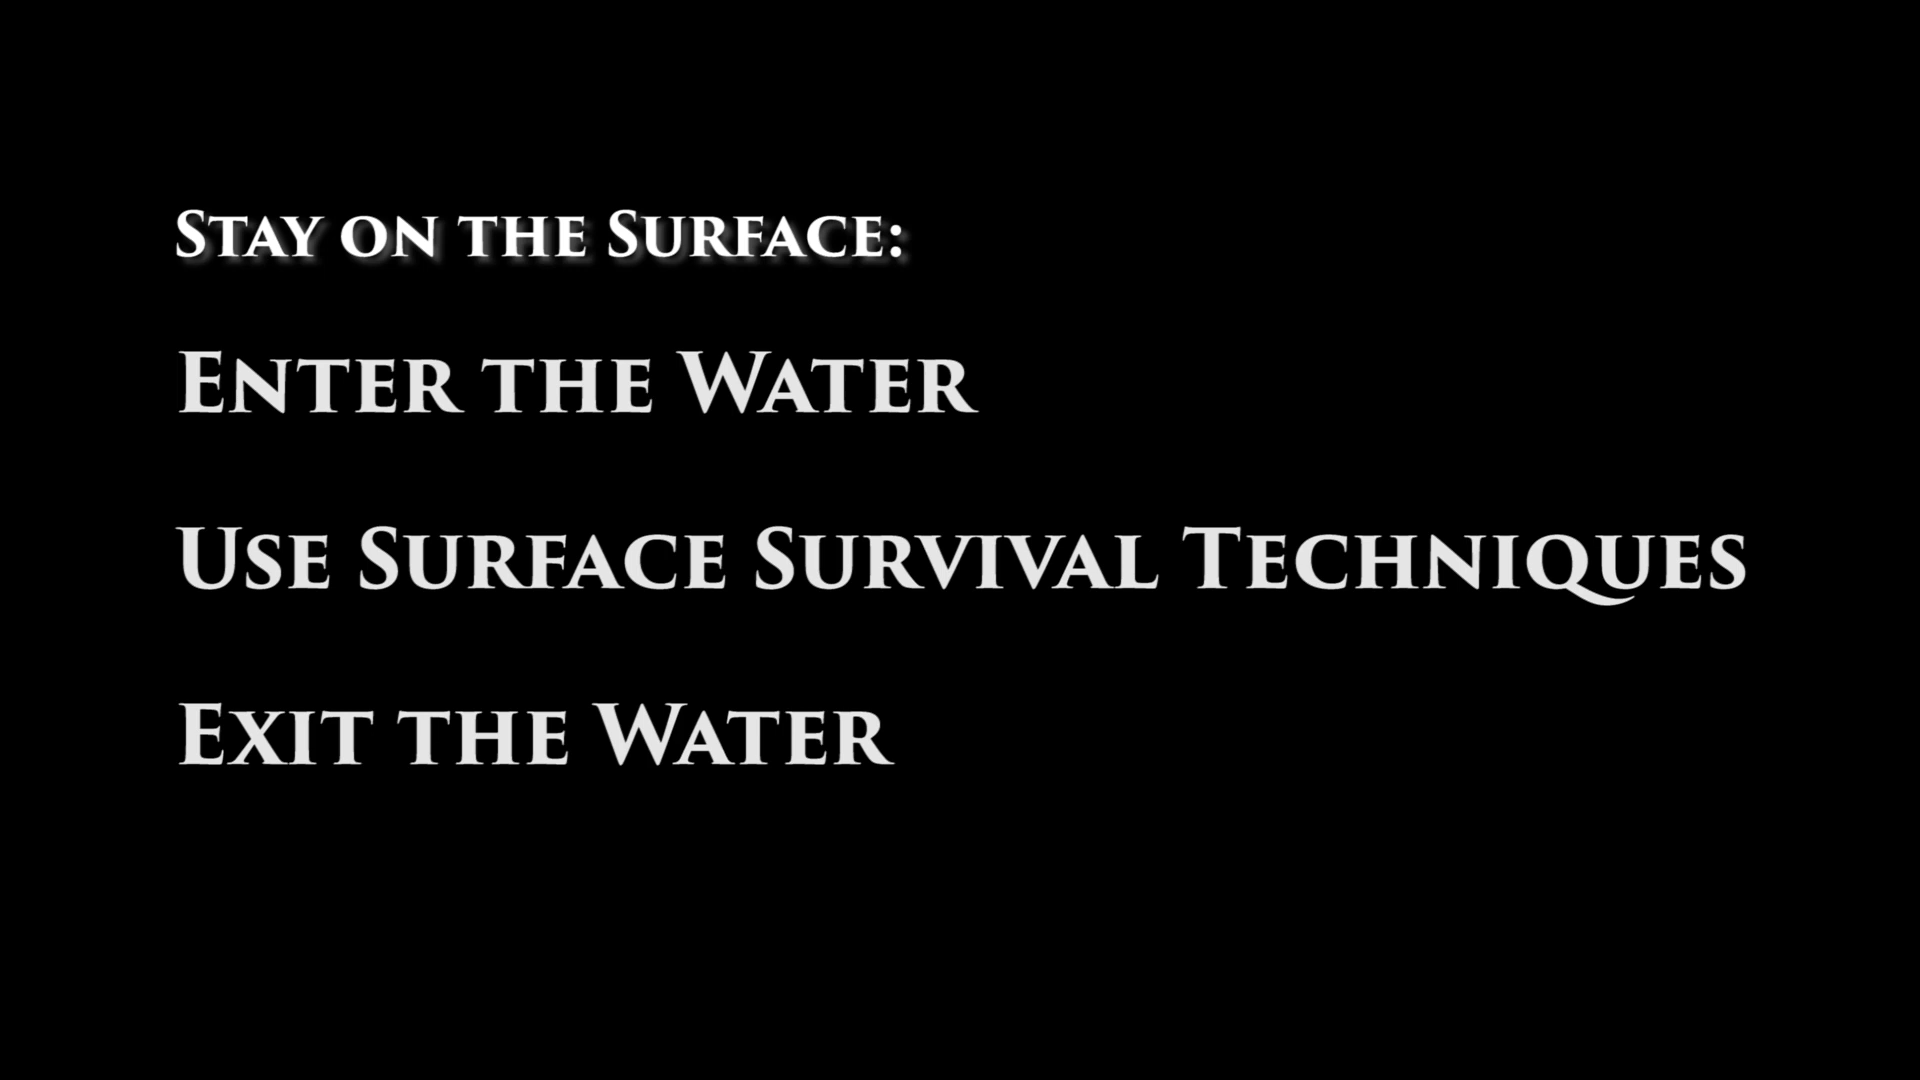 Stay on the Surface:
Enter the Water
Use Surface Survival Techniques
Exit the Water